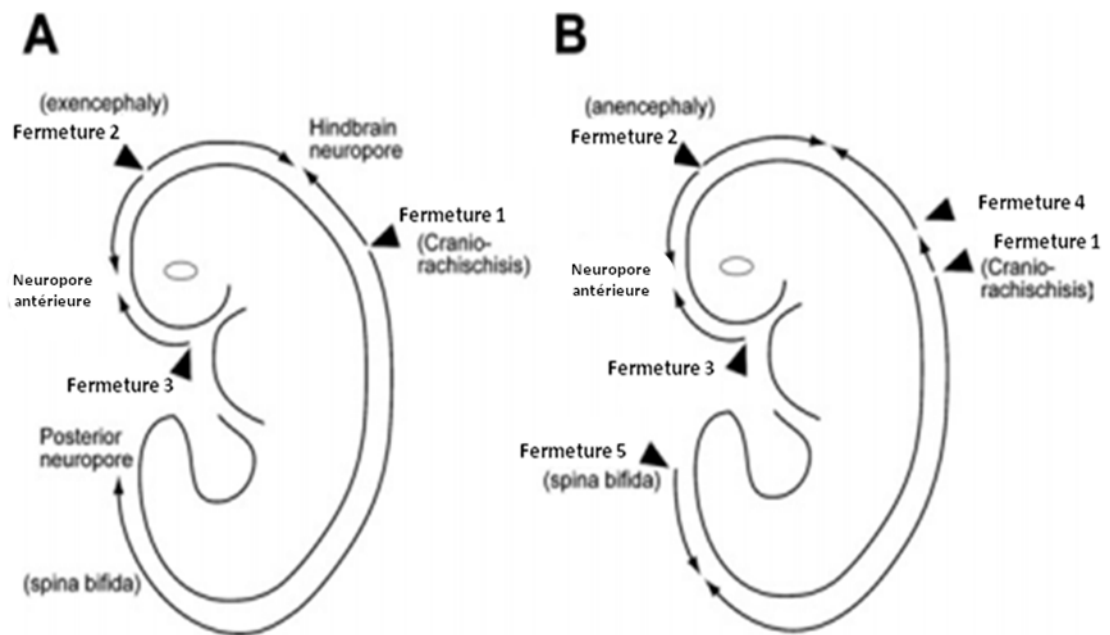 A
(exencephaly)
Fermeture 2
Hindbrain
neuropore
Fermeture 1
(Cranio-
rachischisis)
Neuropore
antérieure
Fermeture 3
Posterior
neuropore
(spina bifida)
B
(anencephaly)
Fermeture 2
Fermeture 4
Fermeture 1
(Cranio-
rachischisis)
Neuropore
antérieure
Fermeture 3
Fermeture 5
(spina bifida)